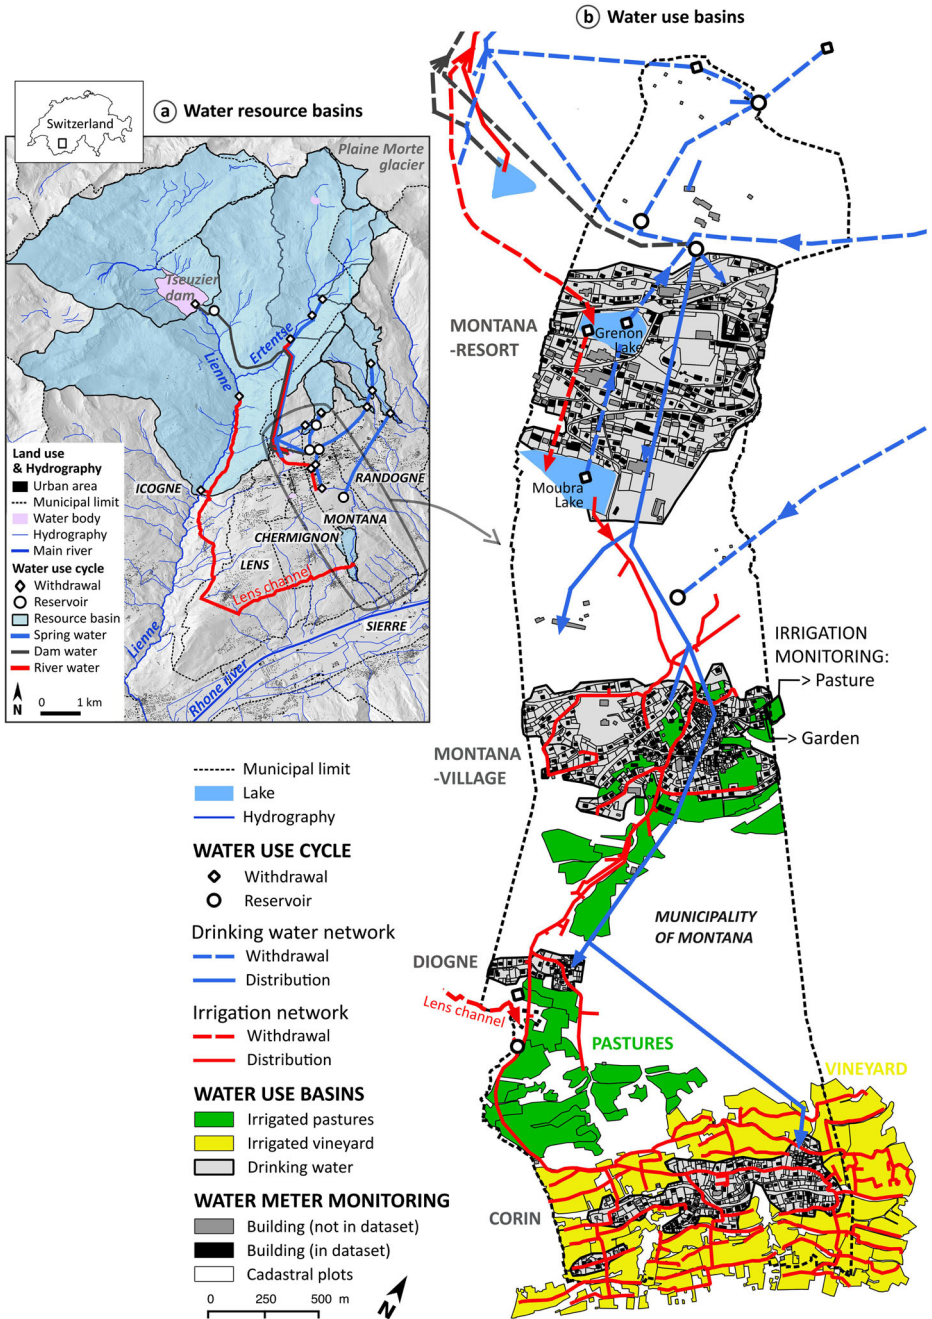 b Water use basins
Switzerland
a Water resource basins
Plaine Morte
glacier
Tseuzier
dam
Lienne
Ertentse
Land use
& Hydrography
Urban area
Municipal limit
Water body
Hydrography
Main river
Water use cycle
Withdrawal
Reservoir
Resource basin
Spring water
Dam water
River water
N
0 1 km
ICOGNE
RANDOGNE
MONTANA
CHERMIGNON
LENS
Lens channel
SIERRE
Lienne
Rhone river
MONTANA
-RESORT
Grenon
Lake
Moubra
Lake
IRRIGATION
MONITORING:
> Pasture
> Garden
MONTANA
-VILLAGE
MUNICIPALITY
OF MONTANA
DIOGNE
Lens channel
PASTURES
VINEYARD
CORIN
Municipal limit
Lake
Hydrography
WATER USE CYCLE
Withdrawal
Reservoir
Drinking water network
Withdrawal
Distribution
Irrigation network
Withdrawal
Distribution
WATER USE BASINS
Irrigated pastures
Irrigated vineyard
Drinking water
WATER METER MONITORING
Building (not in dataset)
Building (in dataset)
Cadastral plots
0 250 500 m
N